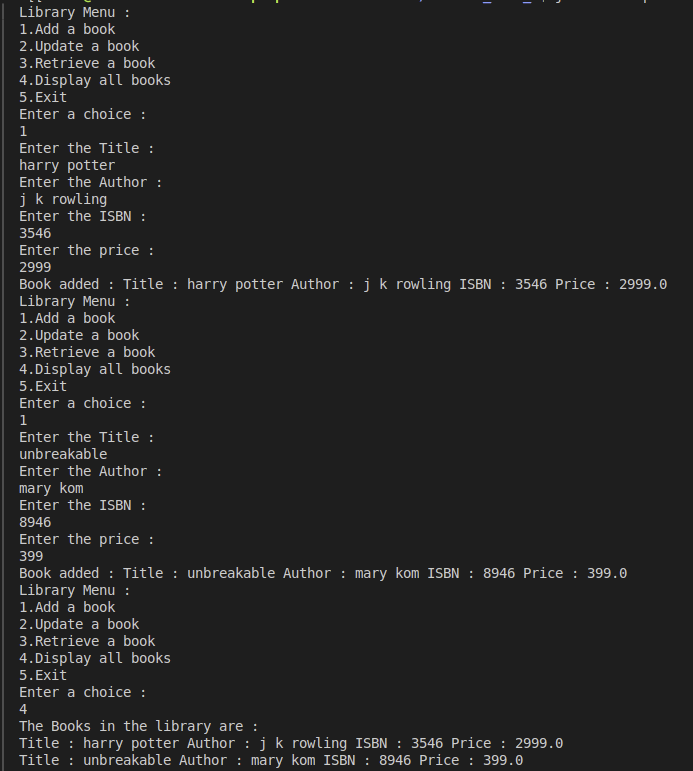 Library Menu :
1.Add a book
2.Update a book
3.Retrieve a book
4.Display all books
5.Exit
Enter a choice :
1
Enter the Title :
harry potter
Enter the Author :
j k rowling
Enter the ISBN :
3546
Enter the price :
2999
Book added : Title : harry potter Author : j k rowling ISBN : 3546 Price : 2999.0
Library Menu :
1.Add a book
2.Update a book
3.Retrieve a book
4.Display all books
5.Exit
Enter a choice :
1
Enter the Title :
unbreakable
Enter the Author :
mary kom
Enter the ISBN :
8946
Enter the price :
399
Book added : Title : unbreakable Author : mary kom ISBN : 8946 Price : 399.0
Library Menu :
1.Add a book
2.Update a book
3.Retrieve a book
4.Display all books
5.Exit
Enter a choice :
4
The Books in the library are :
Title : harry potter Author : j k rowling ISBN : 3546 Price : 2999.0
Title : unbreakable Author : mary kom ISBN : 8946 Price : 399.0